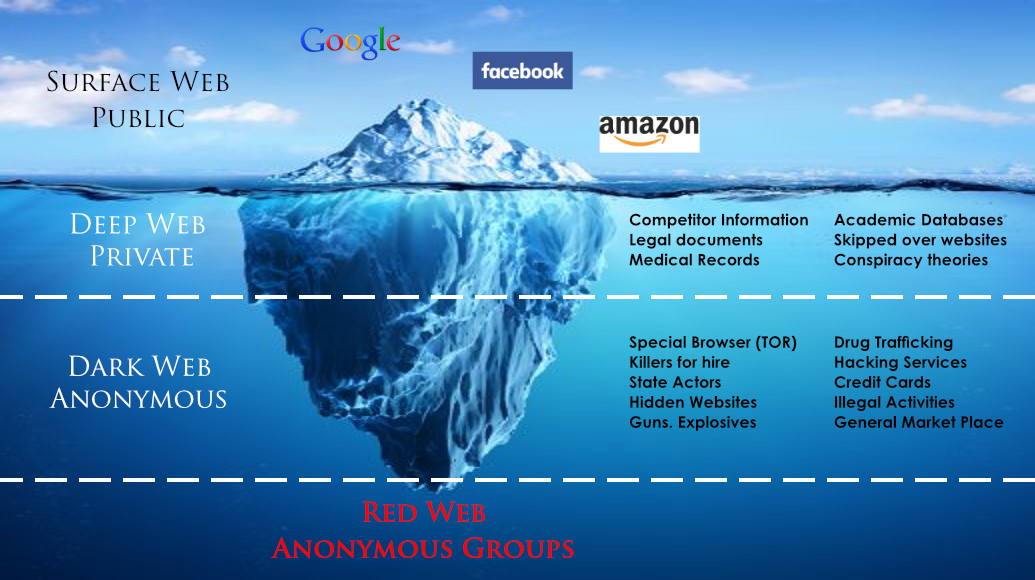 Google
facebook
SURFACE WEB
PUBLIC
amazon
DEEP WEB
PRIVATE
Competitor Information
Legal documents
Medical Records
Academic Databases
Skipped over websites
Conspiracy theories
DARK WEB
ANONYMOUS
Special Browser (TOR)
Killers for hire
State Actors
Hidden Websites
Guns. Explosives
Drug Trafficking
Hacking Services
Credit Cards
Illegal Activities
General Market Place
RED WEB
ANONYMOUS GROUPS